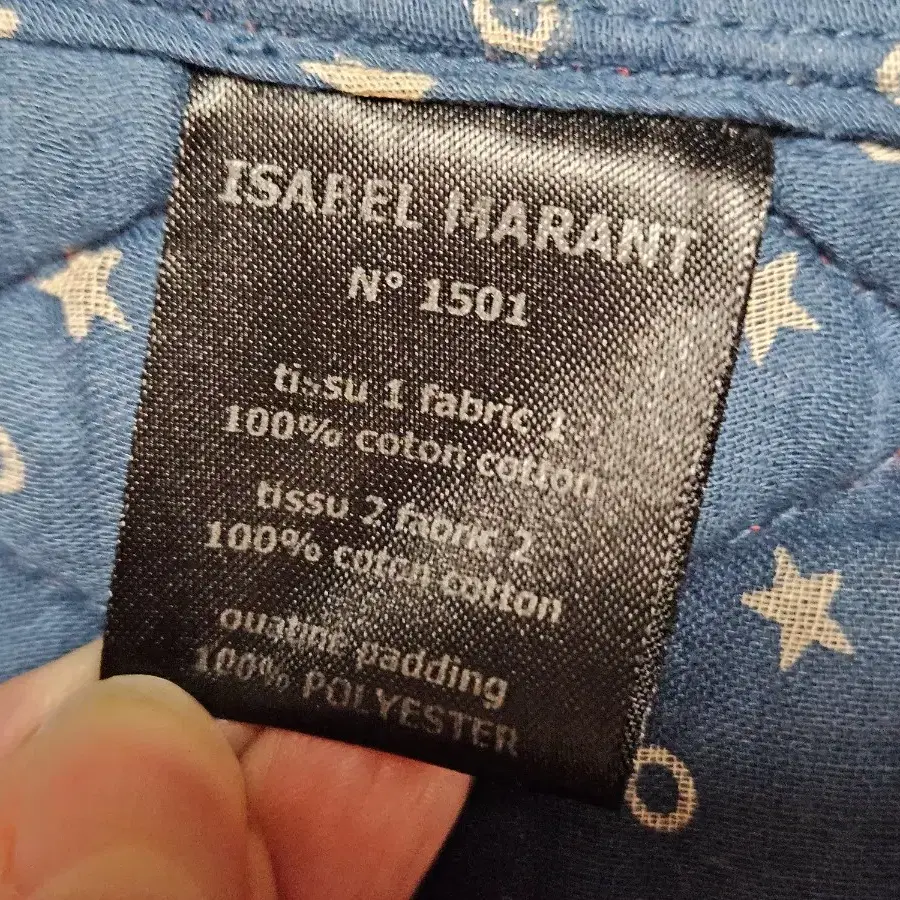 ISABEL MARANT
N° 1501
tissu 1 fabric 1
100% coton cotton
tissu 2 fabric 2
100% coton cotton
ouatine padding
100% POLYESTER